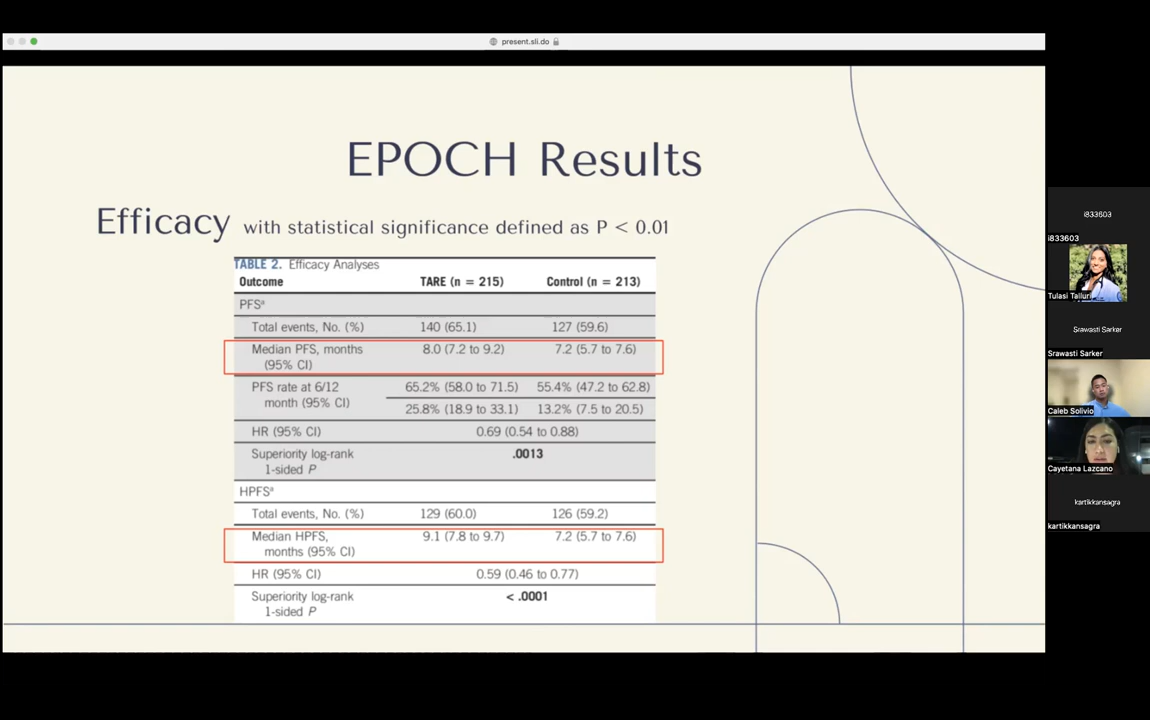 present.sli.do
EPOCH Results
Efficacy with statistical significance defined as P < 0.01
TABLE 2. Efficacy Analyses
Outcome TARE (n = 215) Control (n = 213)
PFSᵃ
Total events, No. (%) 140 (65.1) 127 (59.6)
Median PFS, months 8.0 (7.2 to 9.2) 7.2 (5.7 to 7.6)
(95% CI)
PFS rate at 6/12 65.2% (58.0 to 71.5) 55.4% (47.2 to 62.8)
month (95% CI) 25.8% (18.9 to 33.1) 13.2% (7.5 to 20.5)
HR (95% CI) 0.69 (0.54 to 0.88)
Superiority log-rank .0013
1-sided P
HPFSᵃ
Total events, No. (%) 129 (60.0) 126 (59.2)
Median HPFS, 9.1 (7.8 to 9.7) 7.2 (5.7 to 7.6)
months (95% CI)
HR (95% CI) 0.59 (0.46 to 0.77)
Superiority log-rank < .0001
1-sided P
i833603
i833603
Tulasi Talluri
Srawasti Sarker
Srawasti Sarker
Caleb Solivio
Cayetana Lazcano
kartikkansagra
kartikkansagra